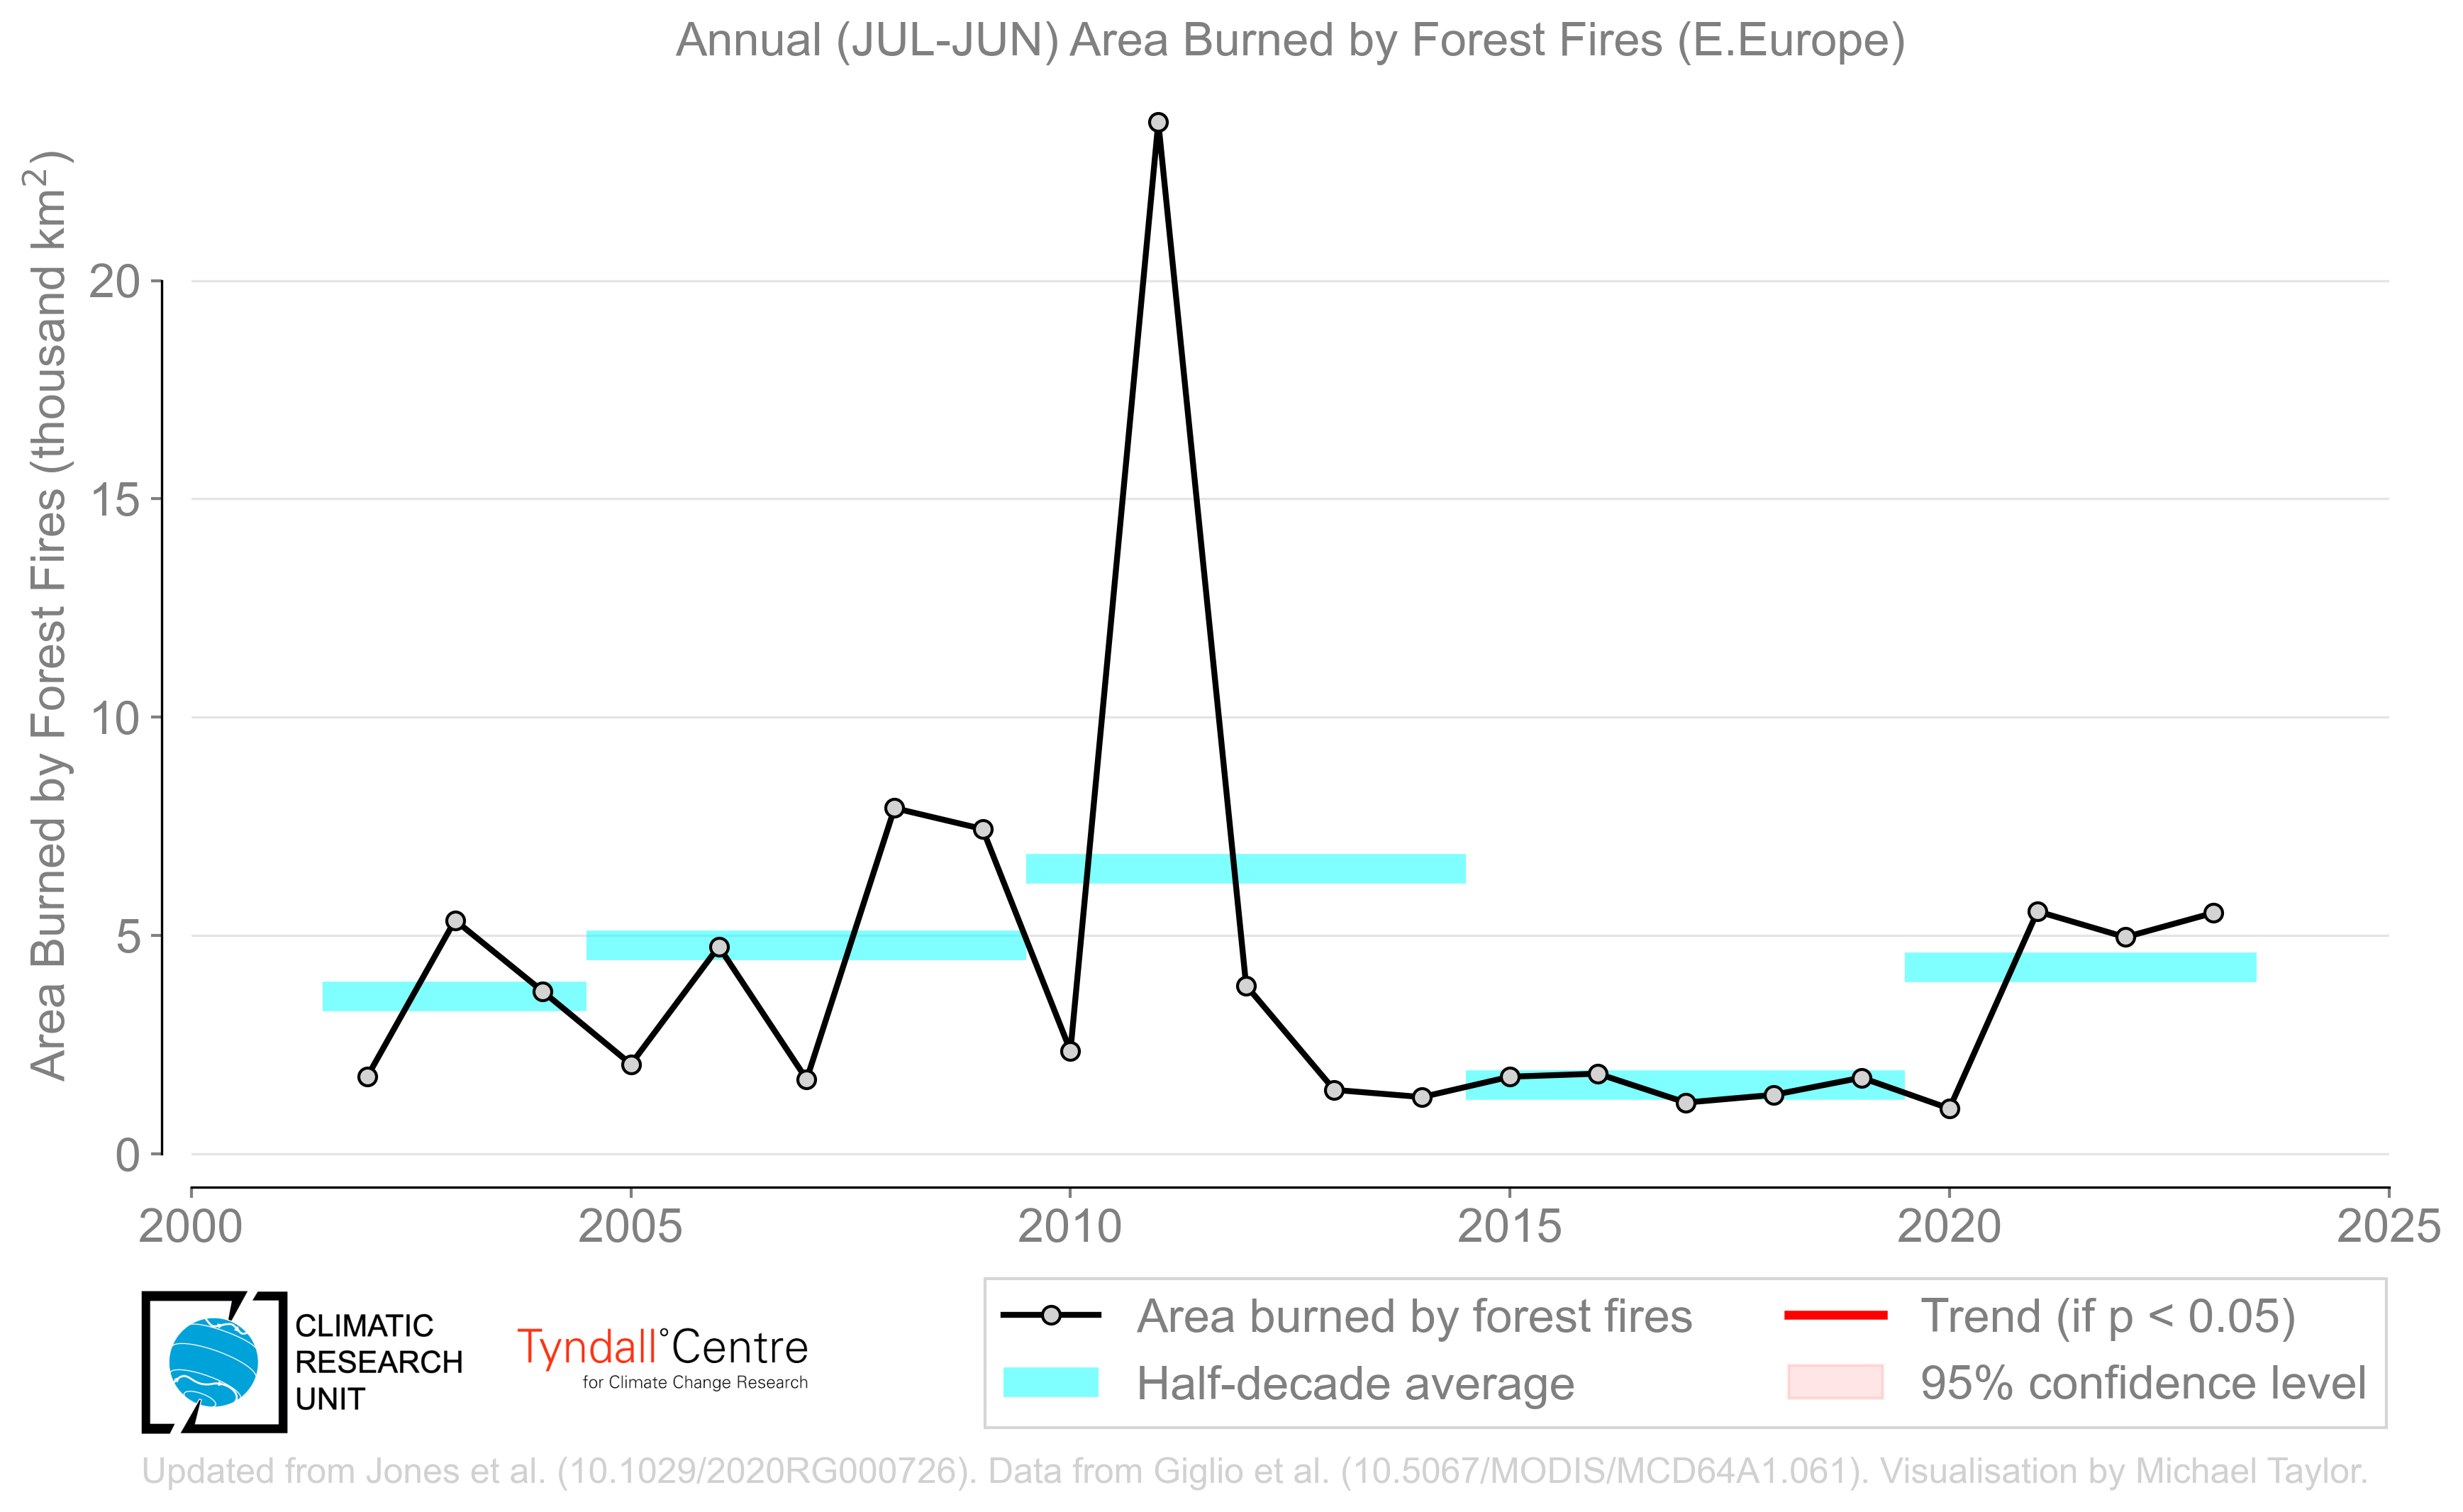 Annual (JUL-JUN) Area Burned by Forest Fires (E.Europe)
Area Burned by Forest Fires (thousand km²)
20
15
10
5
0
2000 2005 2010 2015 2020 2025
CLIMATIC
RESEARCH
UNIT
Tyndall°Centre
for Climate Change Research
Area burned by forest fires
Half-decade average
Trend (if p < 0.05)
95% confidence level
Updated from Jones et al. (10.1029/2020RG000726). Data from Giglio et al. (10.5067/MODIS/MCD64A1.061). Visualisation by Michael Taylor.